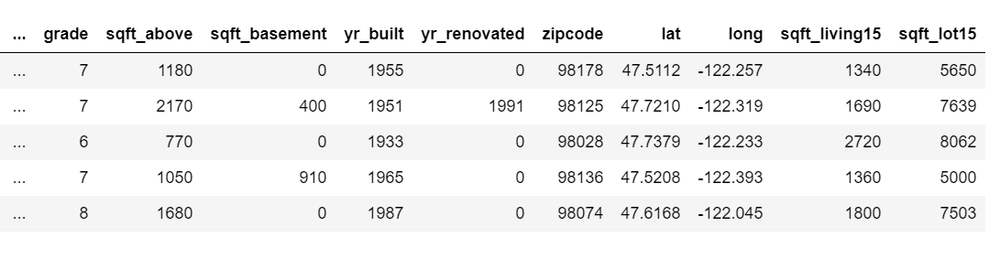 ... grade sqft_above sqft_basement yr_built yr_renovated zipcode lat long sqft_living15 sqft_lot15
... 7 1180 0 1955 0 98178 47.5112 -122.257 1340 5650
... 7 2170 400 1951 1991 98125 47.7210 -122.319 1690 7639
... 6 770 0 1933 0 98028 47.7379 -122.233 2720 8062
... 7 1050 910 1965 0 98136 47.5208 -122.393 1360 5000
... 8 1680 0 1987 0 98074 47.6168 -122.045 1800 7503